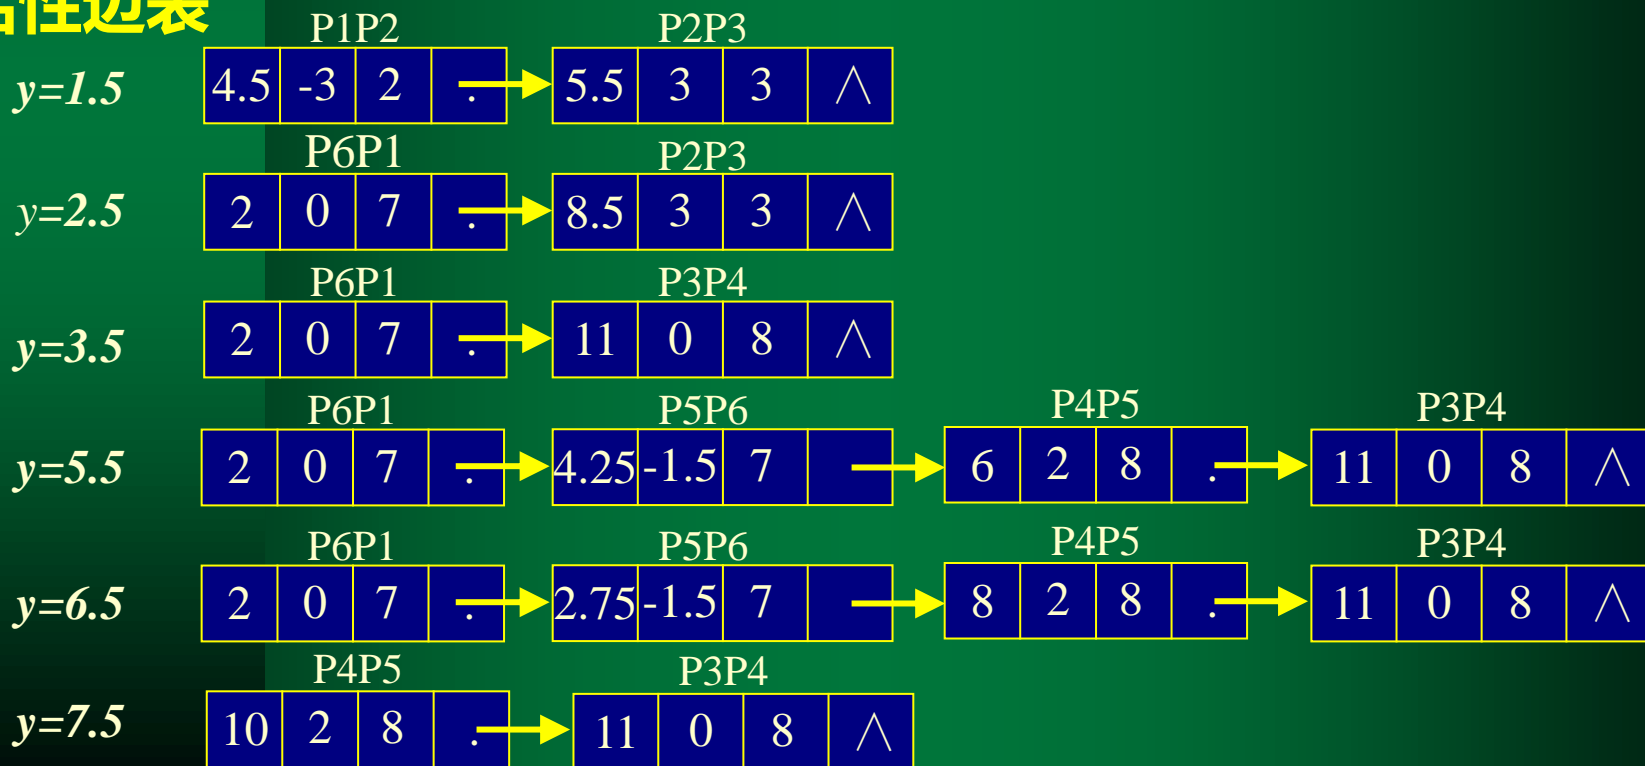 活性边表
P1P2 P2P3
y=1.5 4.5 -3 2 . 5.5 3 3 ∧
P6P1 P2P3
y=2.5 2 0 7 . 8.5 3 3 ∧
P6P1 P3P4
y=3.5 2 0 7 . 11 0 8 ∧
P6P1 P5P6 P4P5 P3P4
y=5.5 2 0 7 . 4.25 -1.5 7 6 2 8 . 11 0 8 ∧
P6P1 P5P6 P4P5 P3P4
y=6.5 2 0 7 . 2.75 -1.5 7 8 2 8 . 11 0 8 ∧
P4P5 P3P4
y=7.5 10 2 8 . 11 0 8 ∧